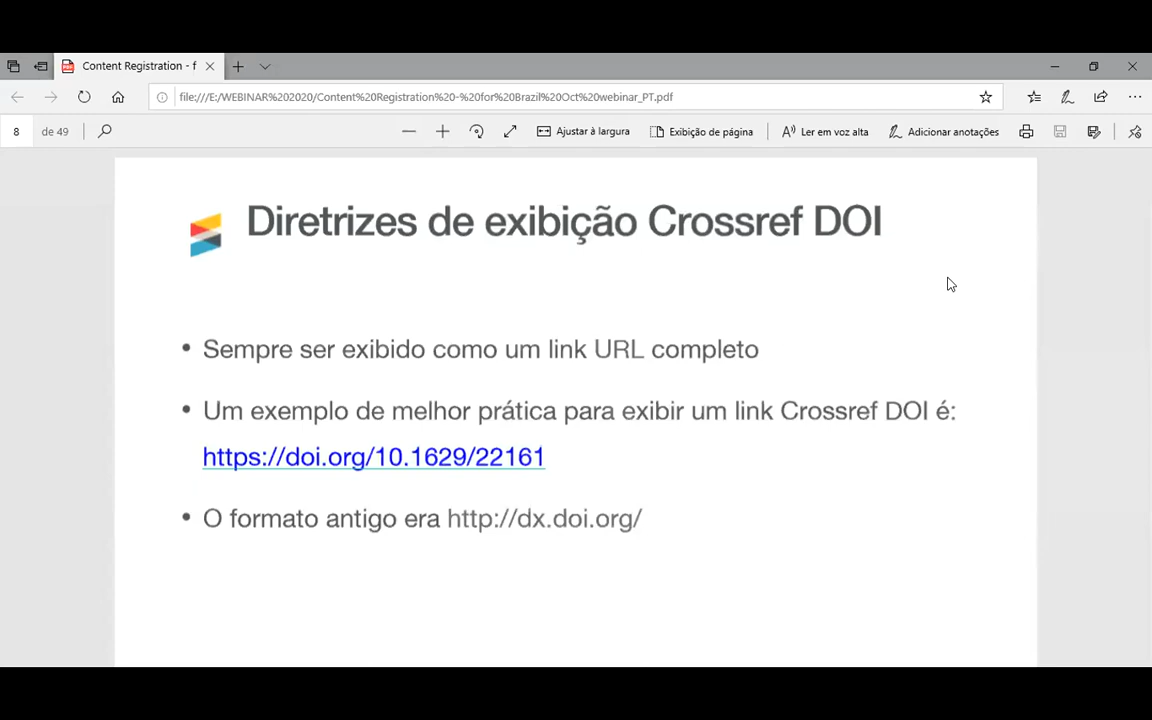 Content Registration - f
file:///E:/WEBINAR%202020/Content%20Registration%20-%20for%20Brazil%20Oct%20webinar_PT.pdf
8 de 49 Ajustar à largura Exibição de página Ler em voz alta Adicionar anotações
Diretrizes de exibição Crossref DOI
• Sempre ser exibido como um link URL completo
• Um exemplo de melhor prática para exibir um link Crossref DOI é:
https://doi.org/10.1629/22161
• O formato antigo era http://dx.doi.org/